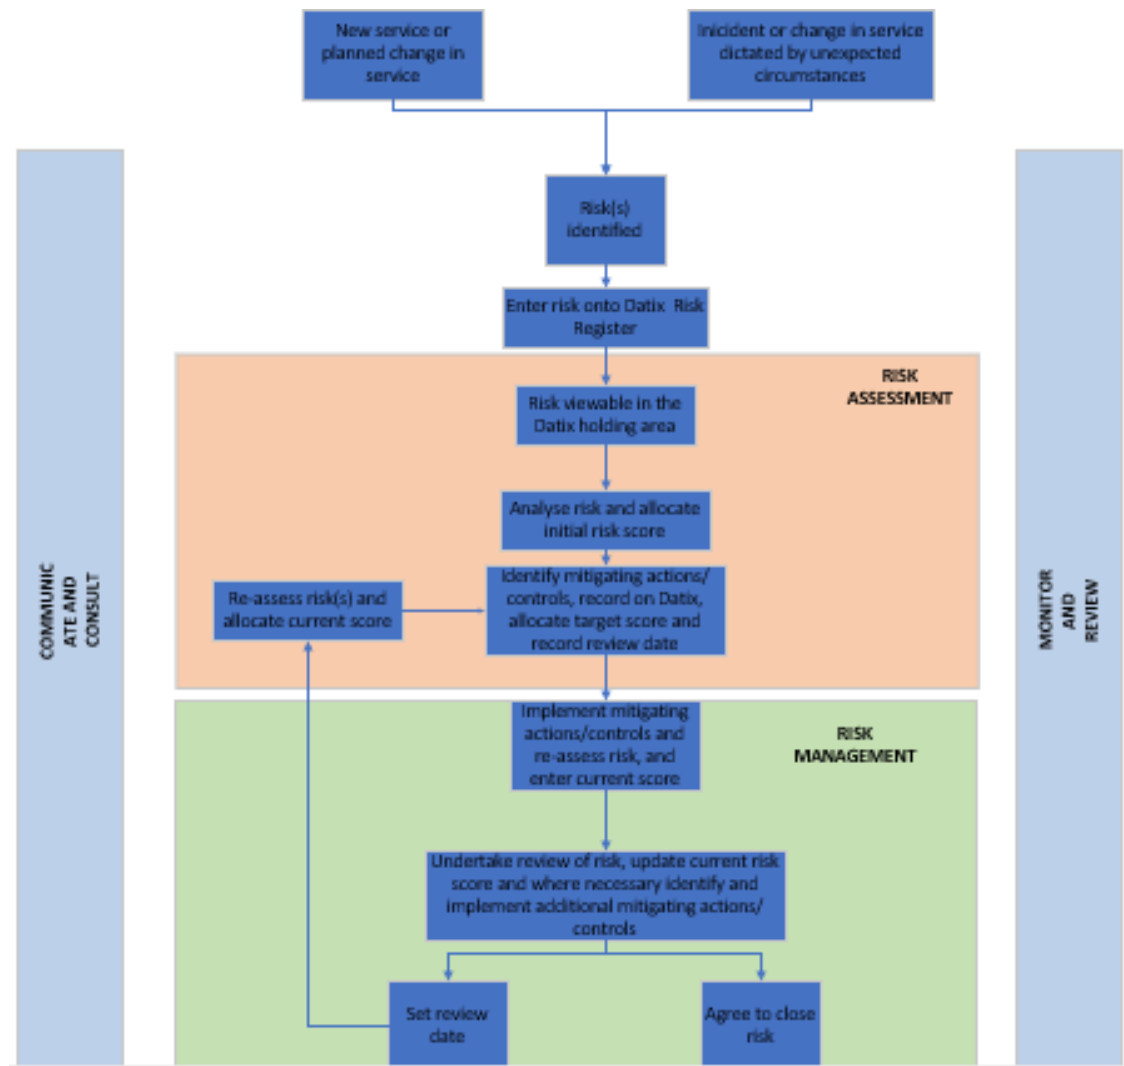 New service or
planned change in
service
Inicident or change in service
dictated by unexpected
circumstances
Risk(s)
identified
Enter risk onto Datix Risk
Register
RISK
ASSESSMENT
Risk viewable in the
Datix holding area
Analyse risk and allocate
initial risk score
Identify mitigating actions/
controls, record on Datix,
allocate target score and
record review date
Re-assess risk(s) and
allocate current score
COMMUNIC
ATE AND
CONSULT
MONITOR
AND
REVIEW
Implement mitigating
actions/controls and
re-assess risk, and
enter current score
RISK
MANAGEMENT
Undertake review of risk, update current risk
score and where necessary identify and
implement additional mitigating actions/
controls
Set review
date
Agree to close
risk